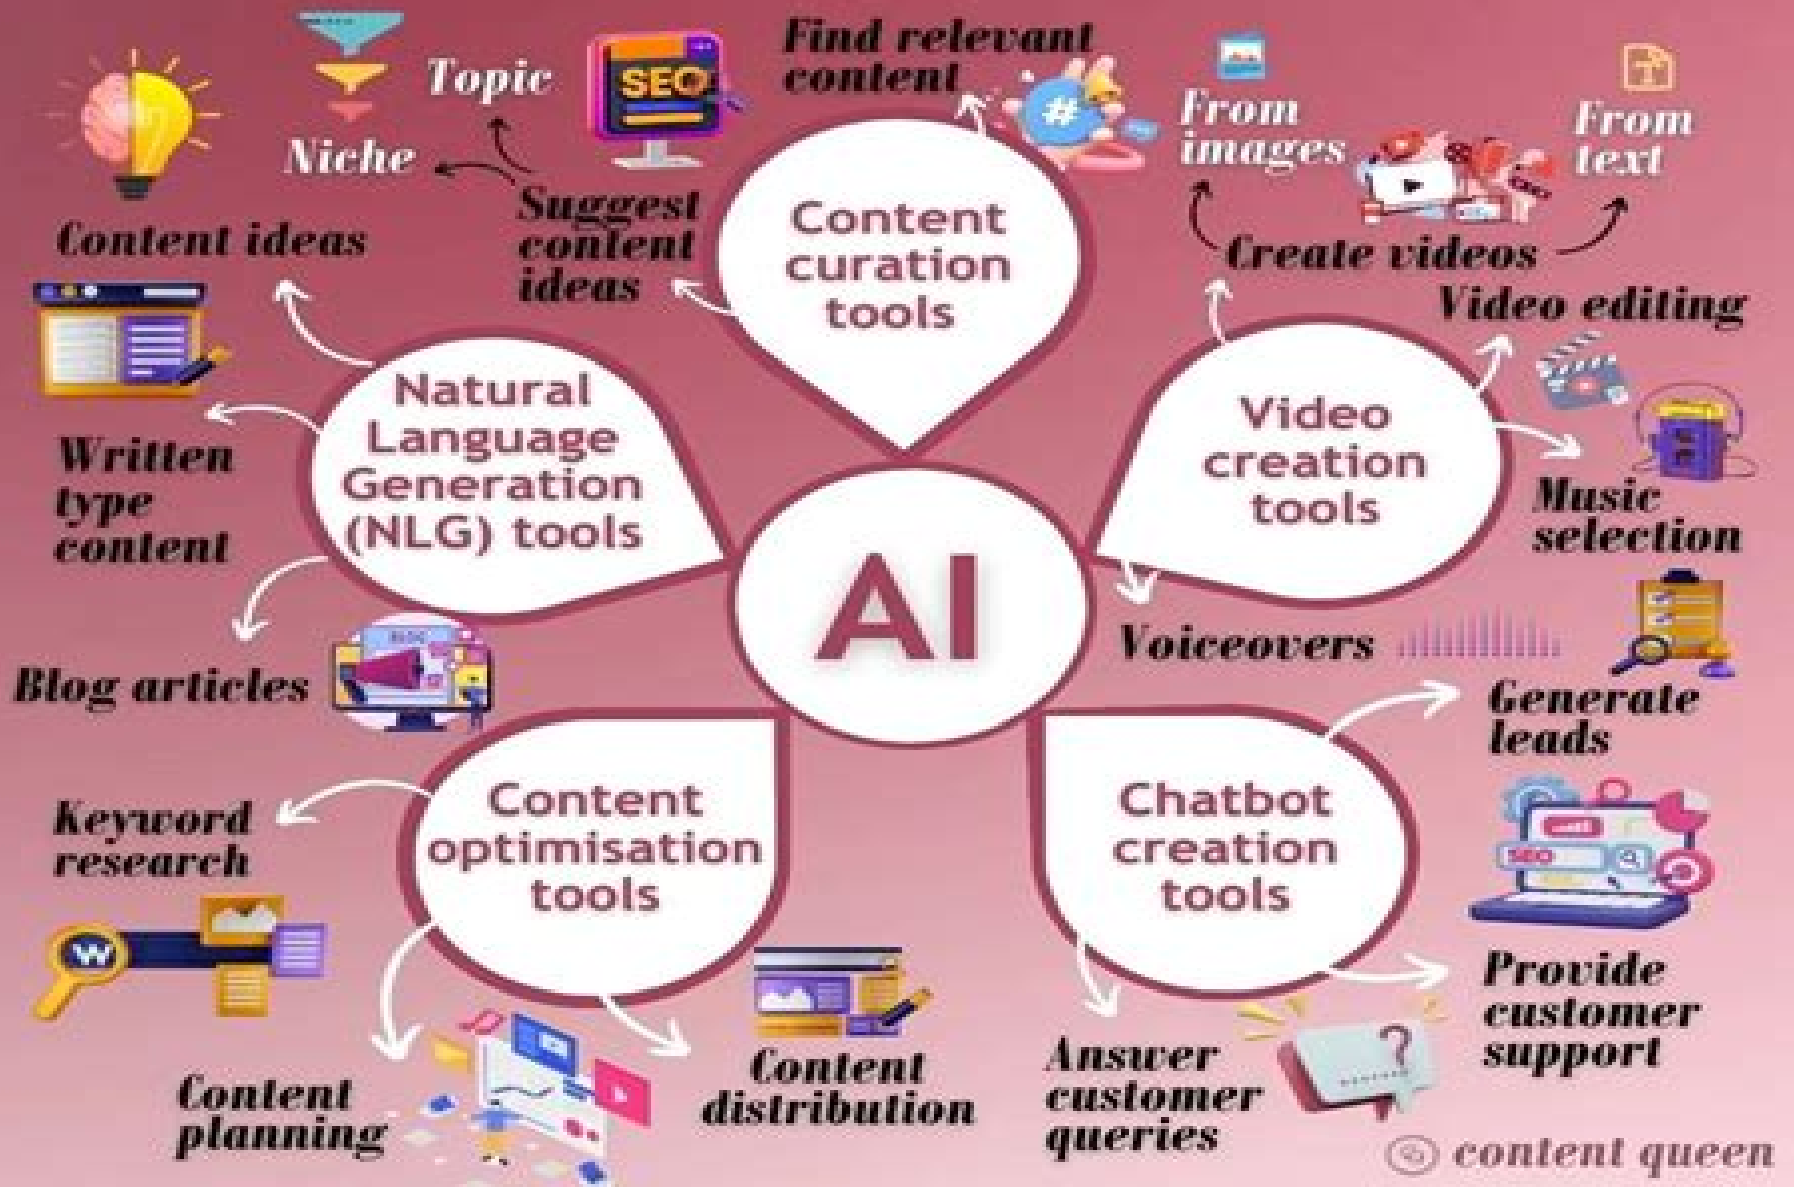 Find relevant
content
Topic
SEO
#
From
images
From
text
Niche
Suggest
content
ideas
Content
curation
tools
Content ideas
Create videos
Video editing
Natural
Language
Generation
(NLG) tools
Video
creation
tools
Written
type
content
Music
selection
AI
Voiceovers
BLOG
Blog articles
Generate
leads
Keyword
research
Content
optimisation
tools
Chatbot
creation
tools
SEO
W
Provide
customer
support
?
Content
planning
Content
distribution
Answer
customer
queries
content queen